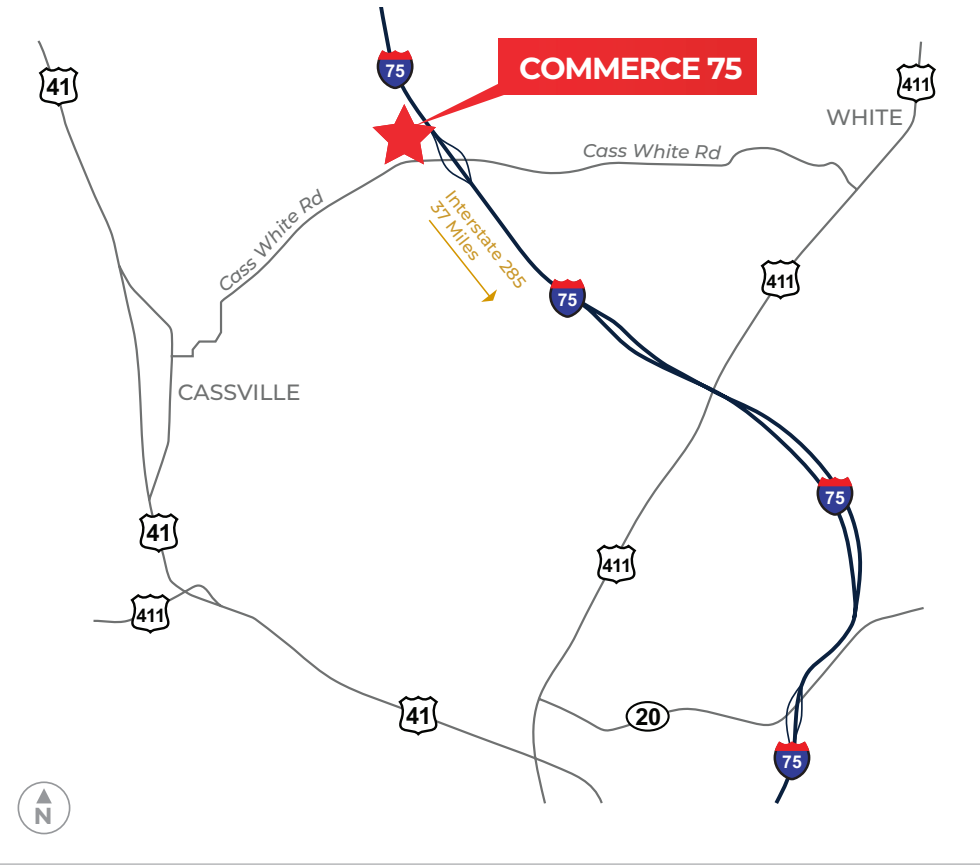 75
COMMERCE 75
41
411
WHITE
Cass White Rd
Cass White Rd
Interstate 285
37 Miles
411
75
CASSVILLE
75
41
411
411
41
20
75
N